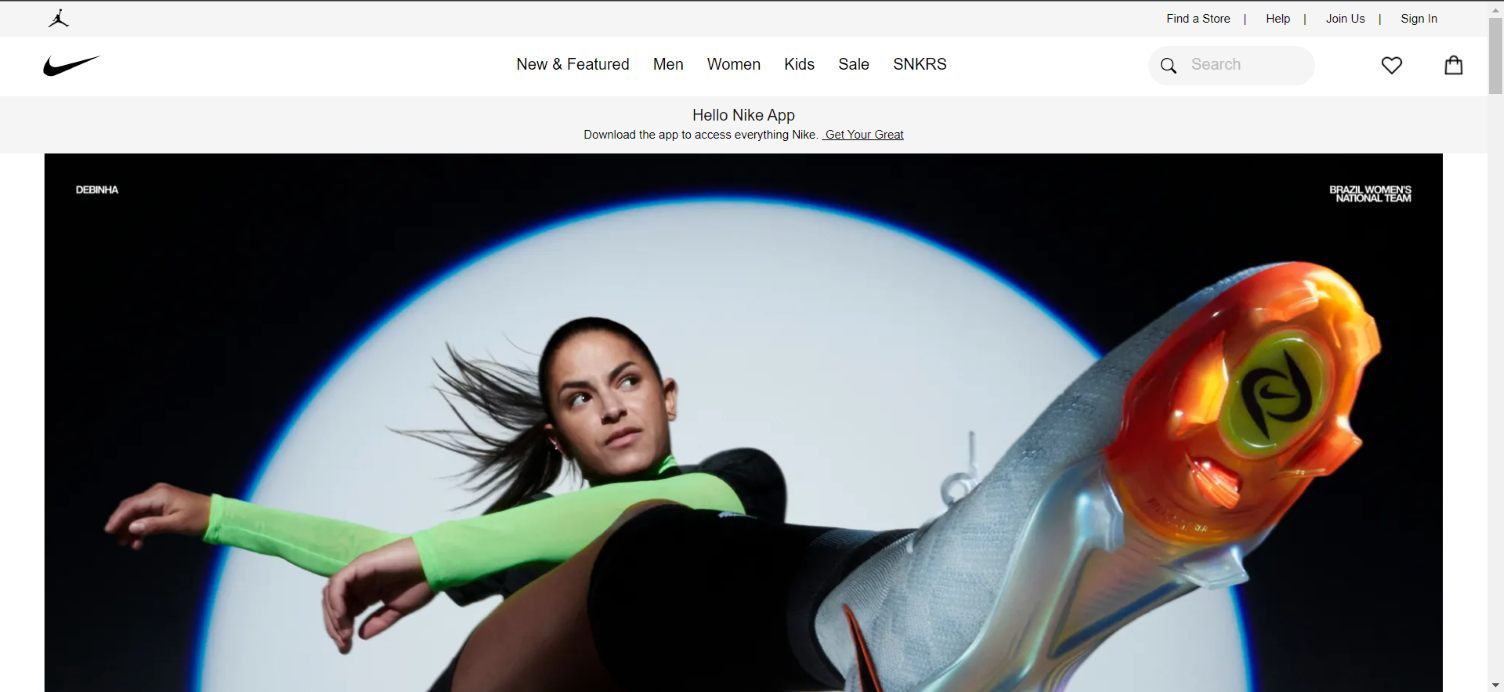 Find a Store | Help | Join Us | Sign In
New & Featured Men Women Kids Sale SNKRS Search
Hello Nike App
Download the app to access everything Nike. Get Your Great
DEBINHA
BRAZIL WOMEN'S
NATIONAL TEAM